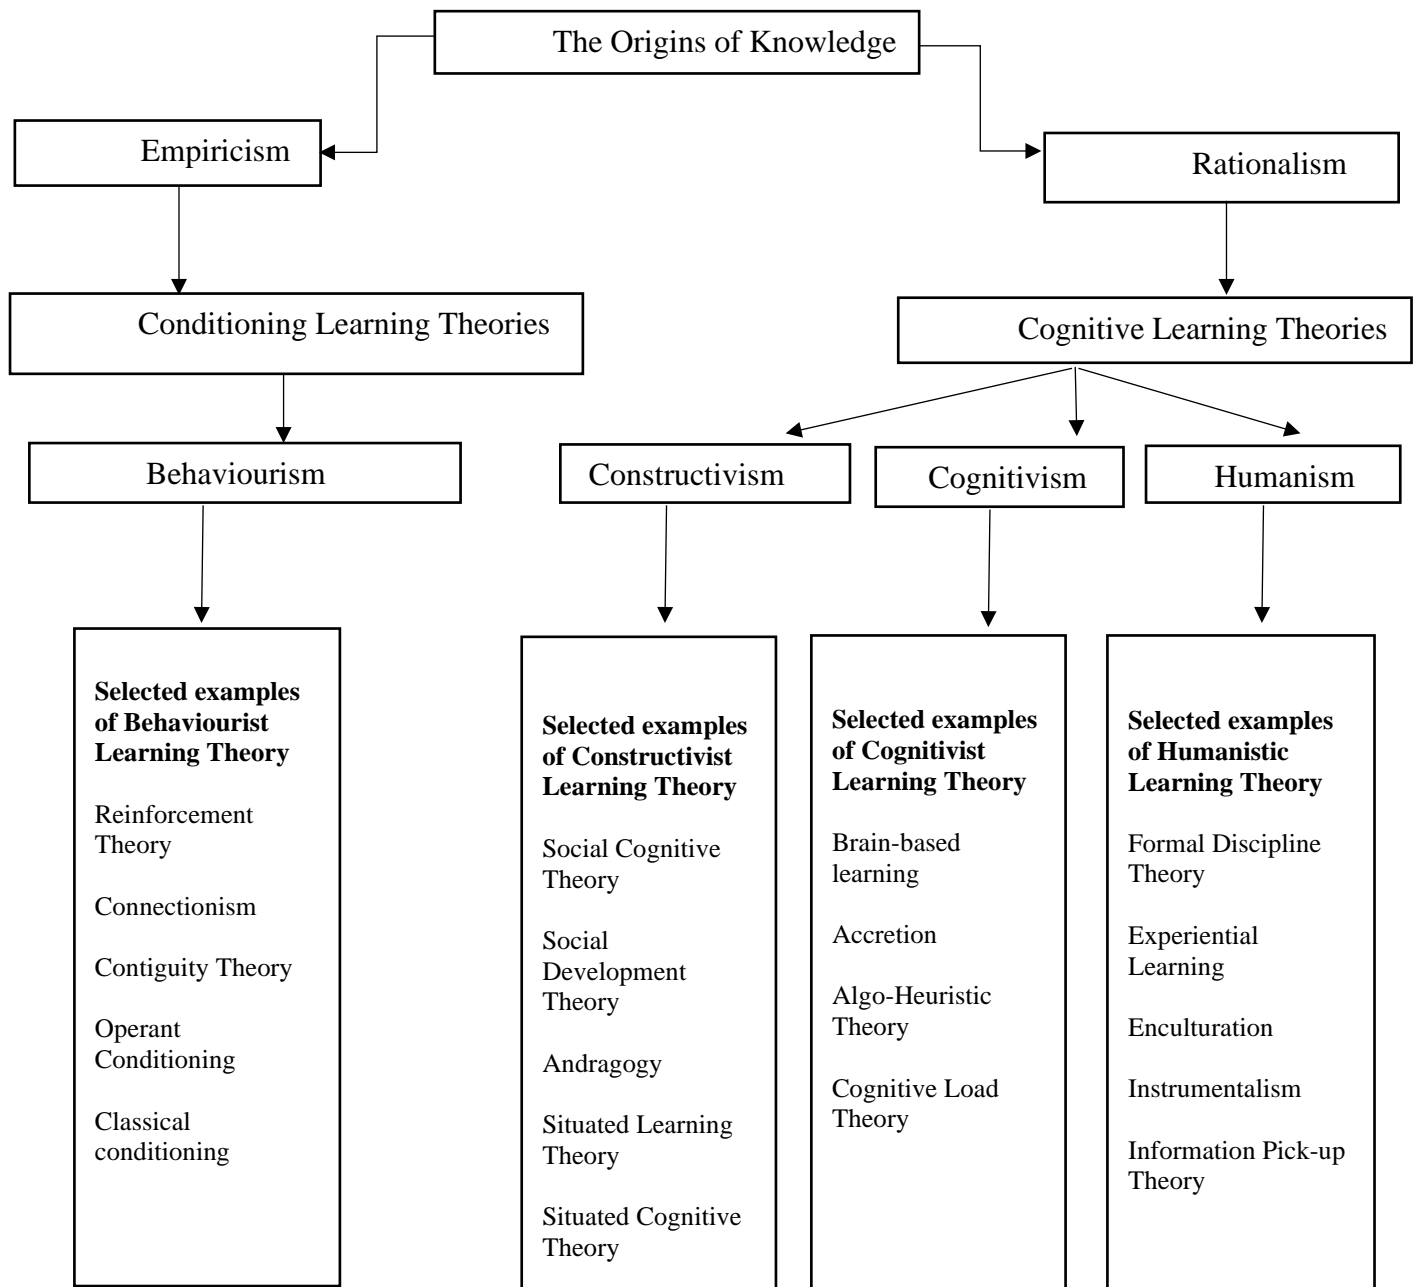 The Origins of Knowledge
Empiricism
Rationalism
Conditioning Learning Theories
Cognitive Learning Theories
Behaviourism
Constructivism
Cognitivism
Humanism
Selected examples
of Behaviourist
Learning Theory
Reinforcement
Theory
Connectionism
Contiguity Theory
Operant
Conditioning
Classical
conditioning
Selected examples
of Constructivist
Learning Theory
Social Cognitive
Theory
Social
Development
Theory
Andragogy
Situated Learning
Theory
Situated Cognitive
Theory
Selected examples
of Cognitivist
Learning Theory
Brain-based
learning
Accretion
Algo-Heuristic
Theory
Cognitive Load
Theory
Selected examples
of Humanistic
Learning Theory
Formal Discipline
Theory
Experiential
Learning
Enculturation
Instrumentalism
Information Pick-up
Theory